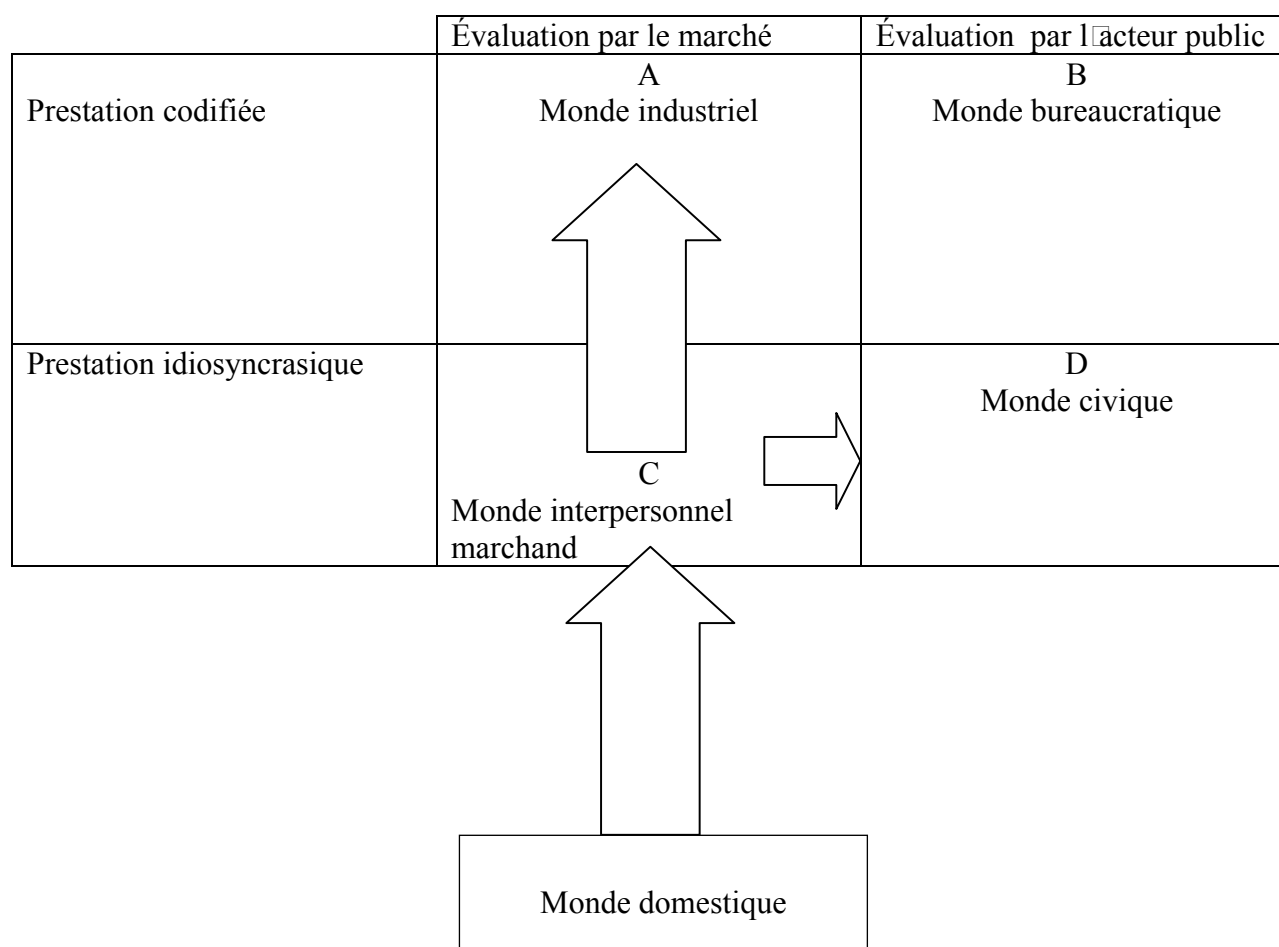 Évaluation par le marché
Évaluation par l□acteur public
Prestation codifiée
A
Monde industriel
B
Monde bureaucratique
Prestation idiosyncrasique
C
Monde interpersonnel
marchand
D
Monde civique
Monde domestique